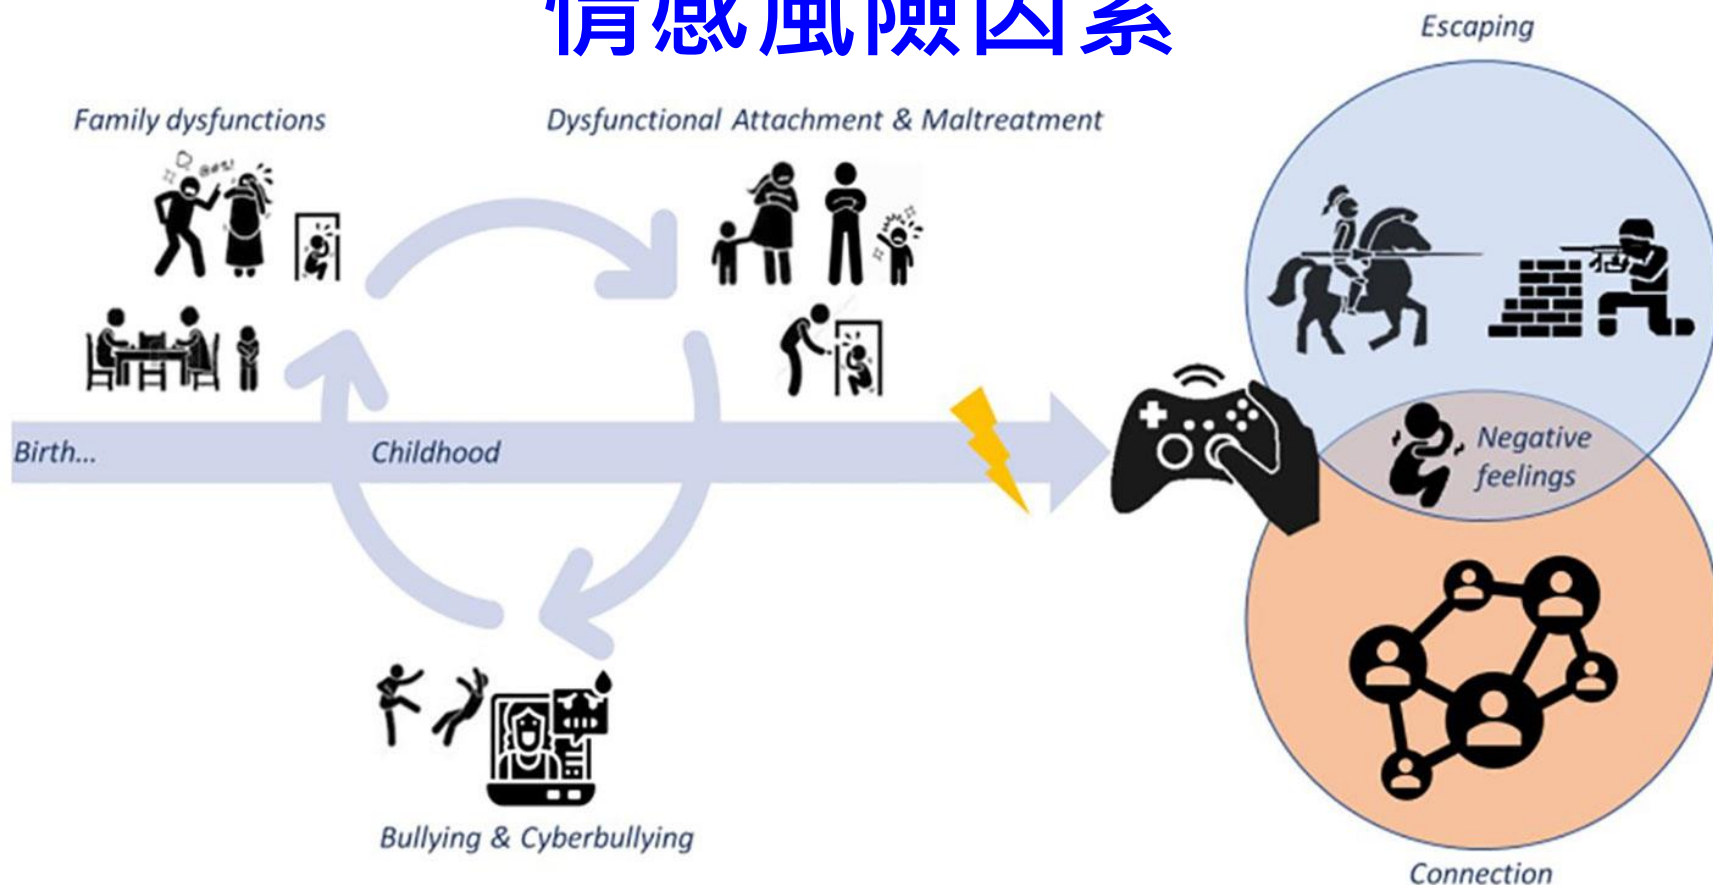 情感風險因素
Escaping
Family dysfunctions
Dysfunctional Attachment & Maltreatment
Birth...
Childhood
Negative
feelings
Bullying & Cyberbullying
Connection